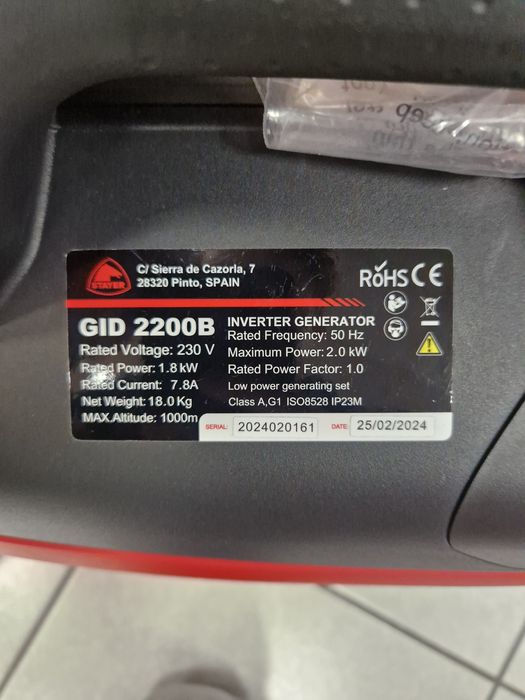 STAYER
C/ Sierra de Cazorla, 7
28320 Pinto, SPAIN
RoHS CE
GID 2200B
INVERTER GENERATOR
Rated Voltage: 230 V
Rated Frequency: 50 Hz
Rated Power: 1.8 kW
Maximum Power: 2.0 kW
Rated Current: 7.8A
Rated Power Factor: 1.0
Net Weight: 18.0 Kg
Low power generating set
MAX.Altitude: 1000m
Class A,G1 ISO8528 IP23M
SERIAL: 2024020161 DATE: 25/02/2024